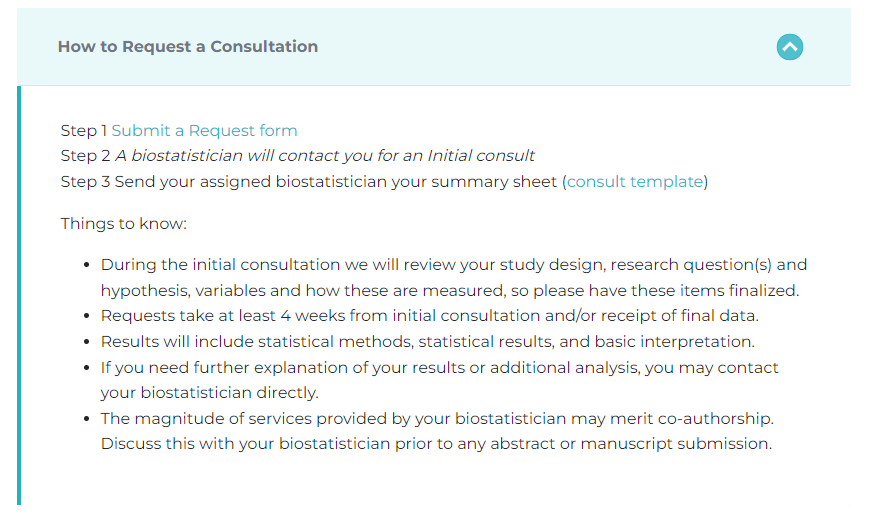 How to Request a Consultation
Step 1 Submit a Request form
Step 2 A biostatistician will contact you for an Initial consult
Step 3 Send your assigned biostatistician your summary sheet (consult template)
Things to know:
• During the initial consultation we will review your study design, research question(s) and
hypothesis, variables and how these are measured, so please have these items finalized.
• Requests take at least 4 weeks from initial consultation and/or receipt of final data.
• Results will include statistical methods, statistical results, and basic interpretation.
• If you need further explanation of your results or additional analysis, you may contact
your biostatistician directly.
• The magnitude of services provided by your biostatistician may merit co-authorship.
Discuss this with your biostatistician prior to any abstract or manuscript submission.